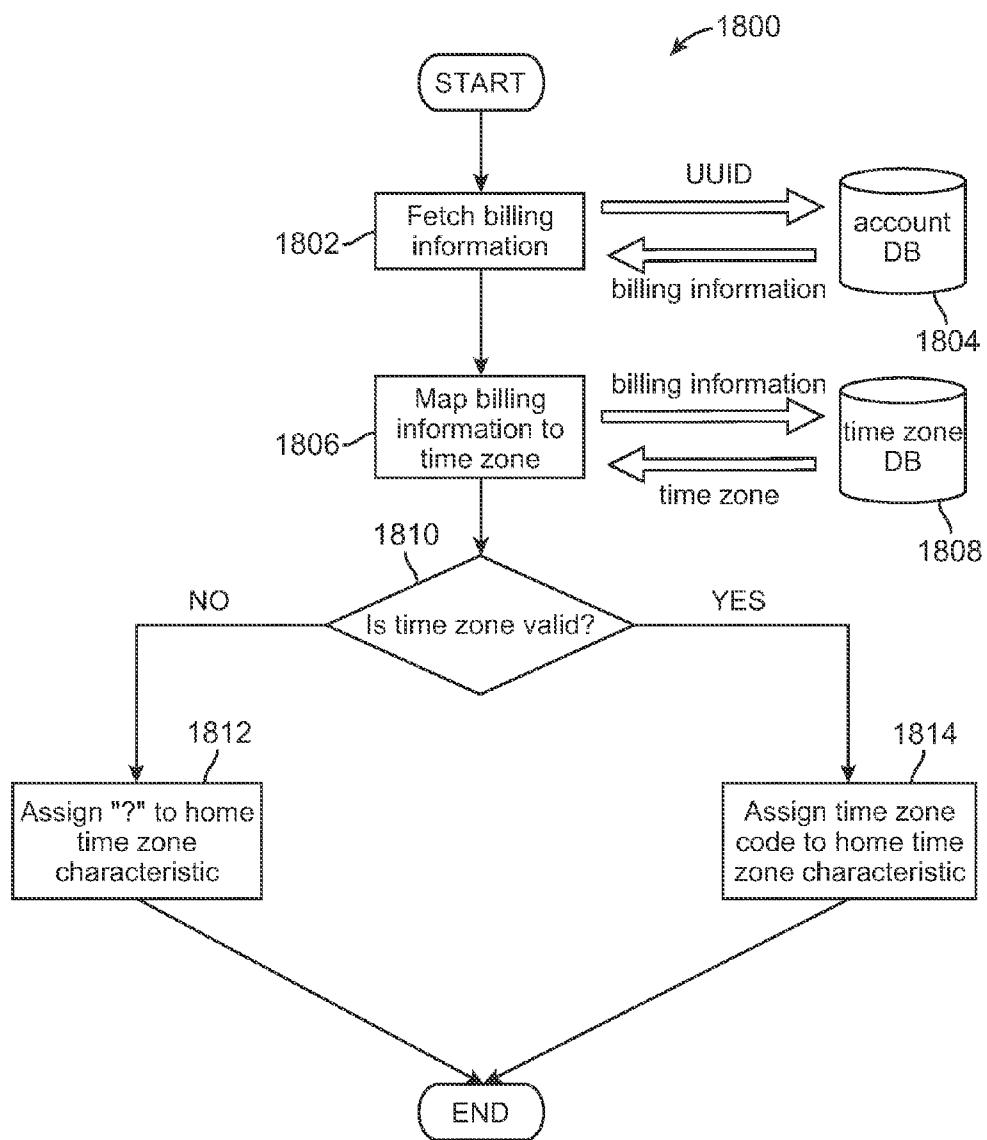 1800
START
UUID
Fetch billing
information
1802
account
DB
billing information
1804
billing information
Map billing
information to
time zone
1806
time zone
DB
time zone
1808
1810
NO
YES
Is time zone valid?
1812
1814
Assign "?" to home
time zone
characteristic
Assign time zone
code to home time
zone characteristic
END